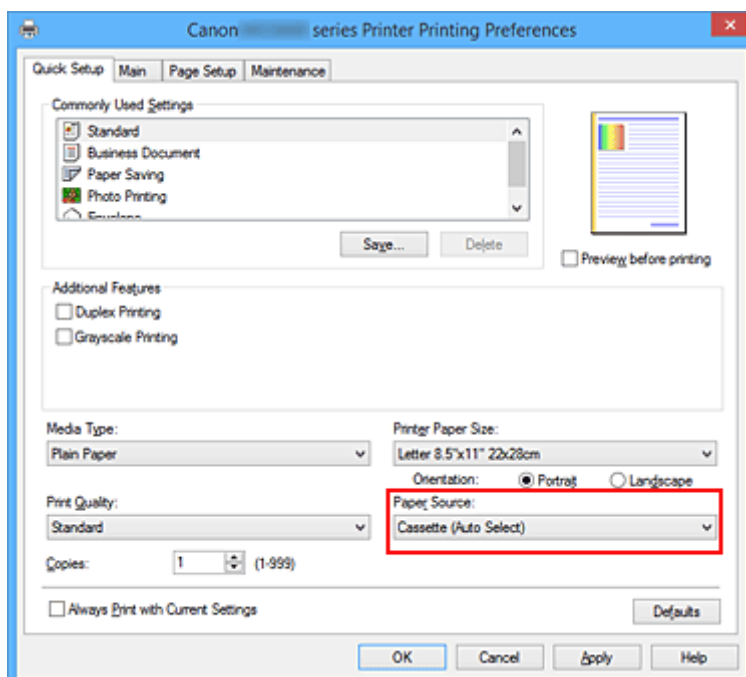 Canon series Printer Printing Preferences
Quick Setup Main Page Setup Maintenance
Commonly Used Settings
Standard
Business Document
Paper Saving
Photo Printing
Envelope
Save... Delete
Preview before printing
Additional Features
Duplex Printing
Grayscale Printing
Media Type:
Plain Paper
Printer Paper Size:
Letter 8.5"x11" 22x28cm
Orientation: Portrait Landscape
Print Quality:
Standard
Paper Source:
Cassette (Auto Select)
Copies: 1 (1-999)
Always Print with Current Settings
Defaults
OK Cancel Apply Help